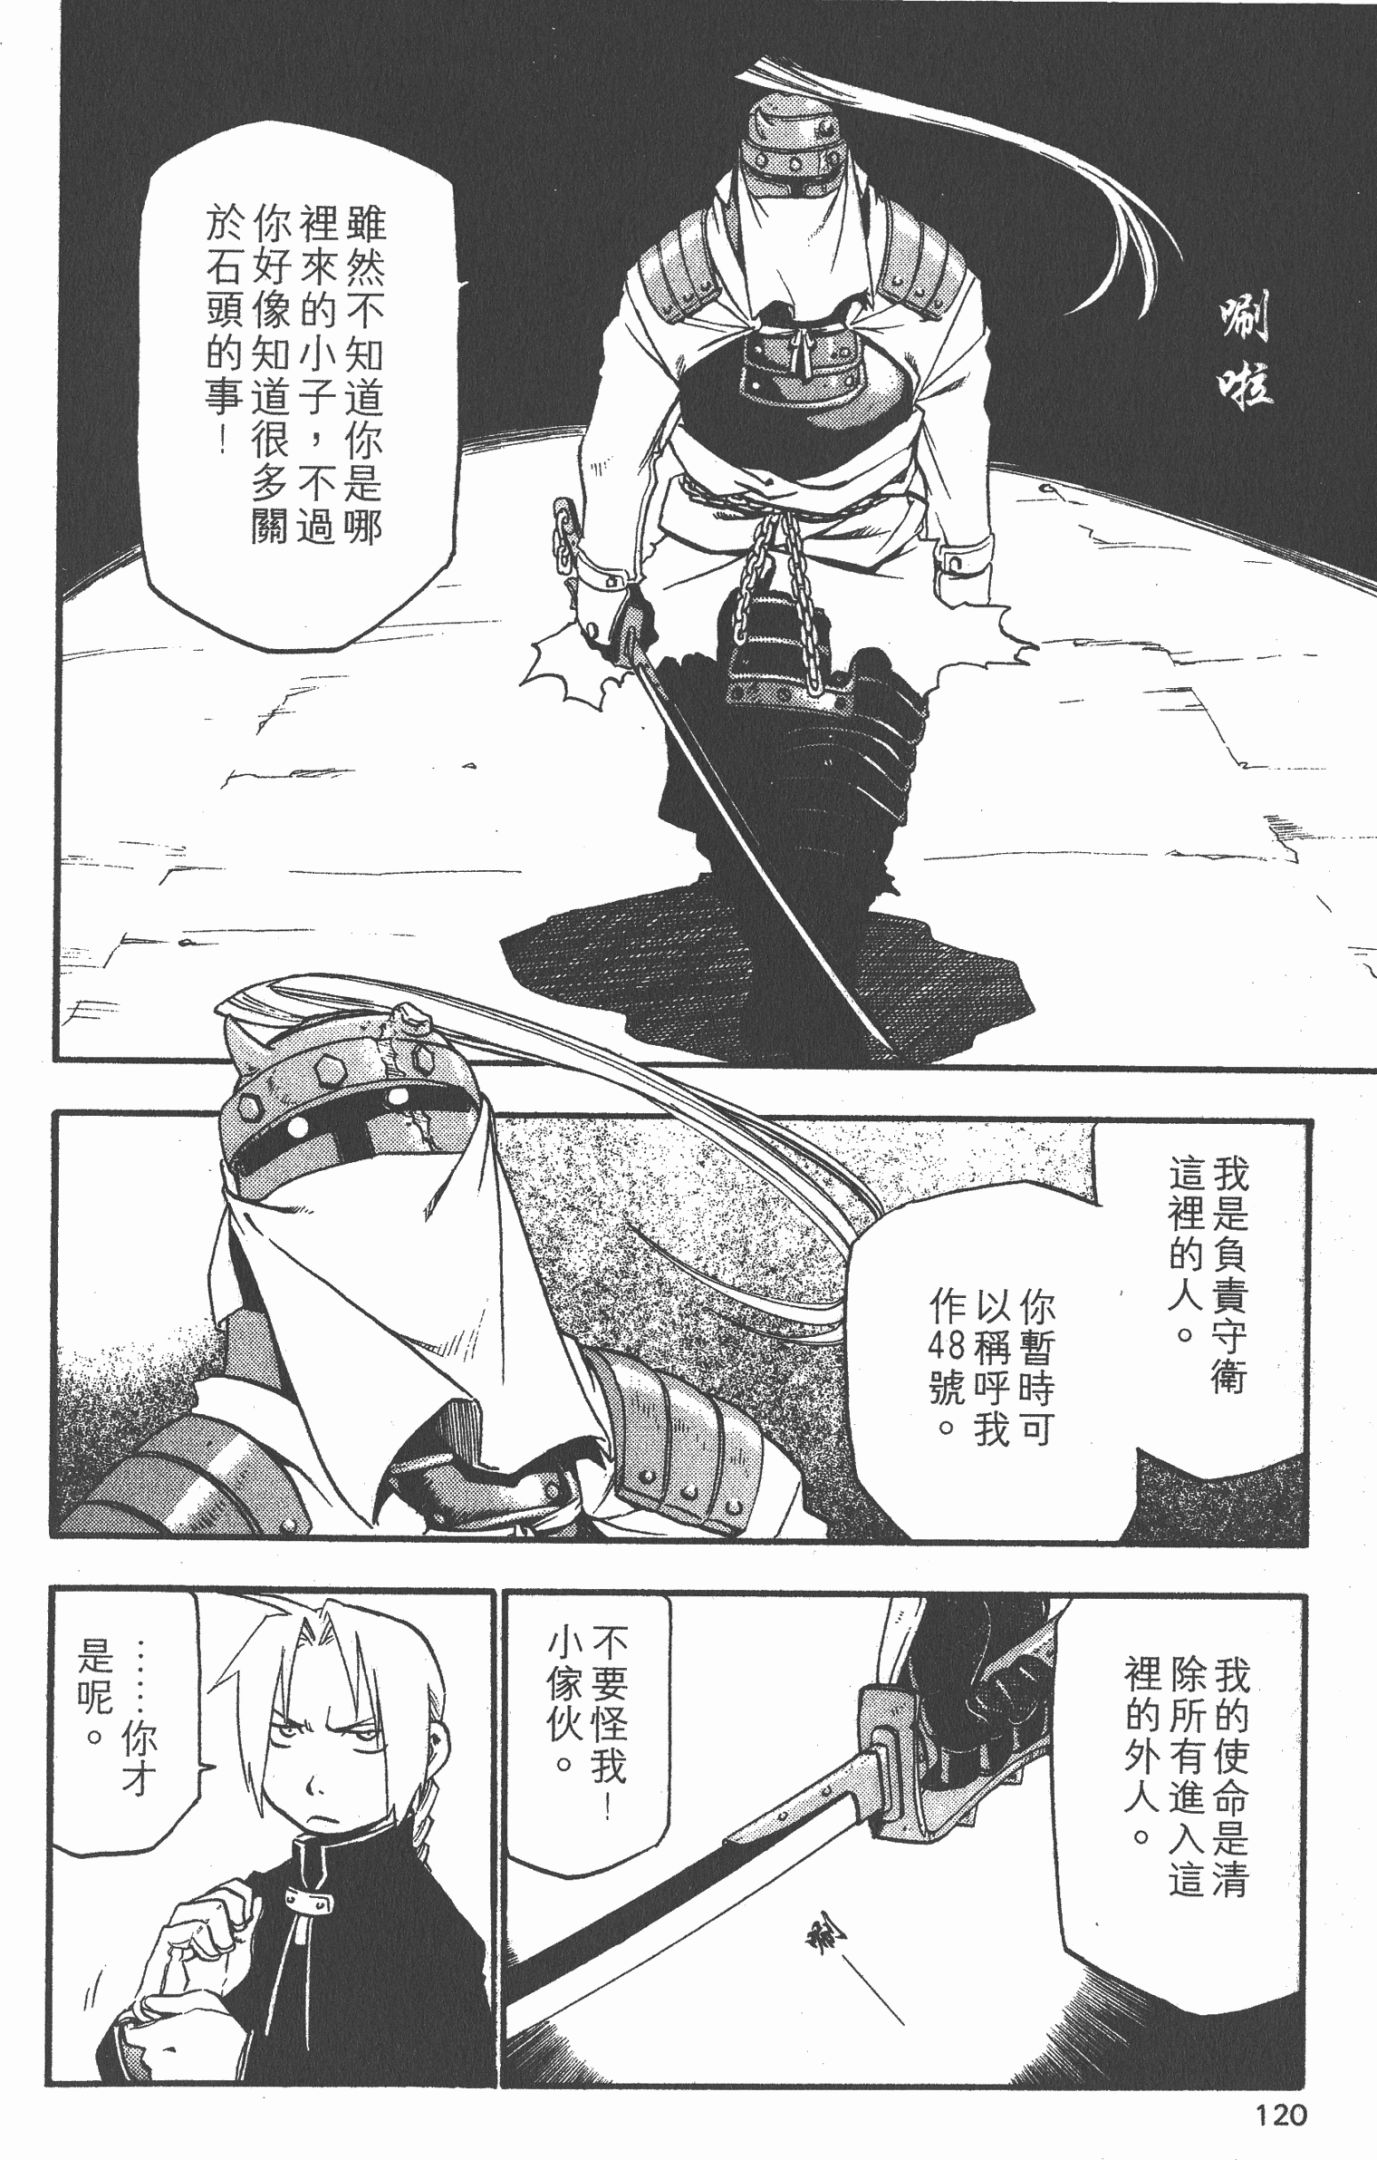 唰啦
雖然不知道你是哪
裡來的小子，不過
你好像知道很多關
於石頭的事！
我是負責守衛
這裡的人。
你暫時可
以稱呼我
作48號。
我的使命是清
除所有進入這
裡的外人。
不要怪我！
小傢伙。
……你才
是呢。
120